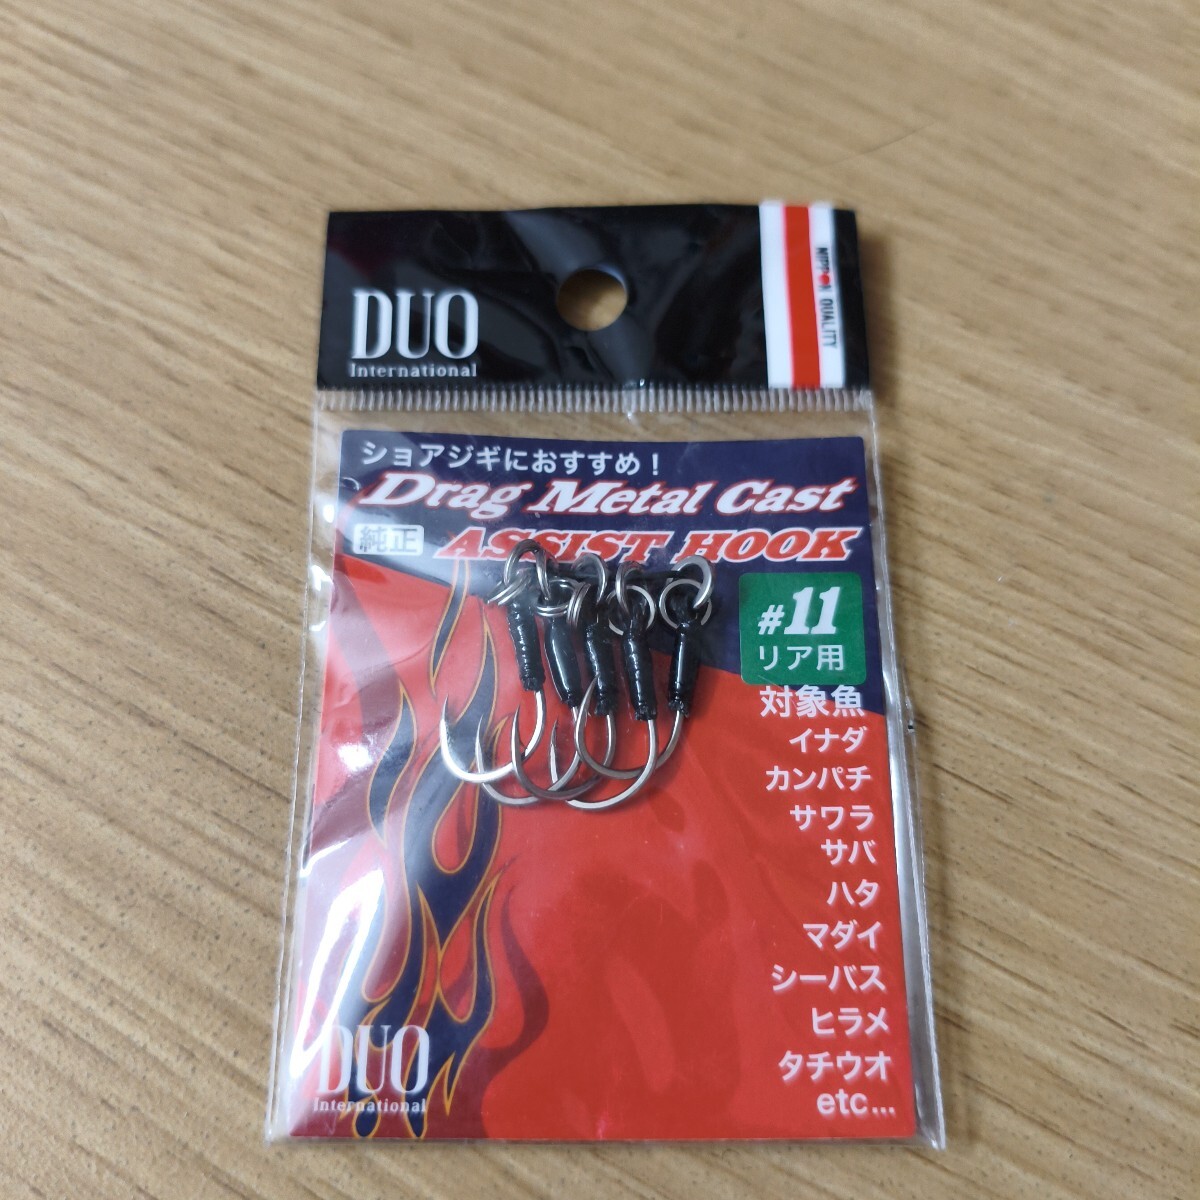 DUO
International
NIPPON QUALITY
ショアジギにおすすめ！
Drag Metal Cast
純正 ASSIST HOOK
#11
リア用
対象魚
イナダ
カンパチ
サワラ
サバ
ハタ
マダイ
シーバス
ヒラメ
タチウオ
etc...
DUO
International